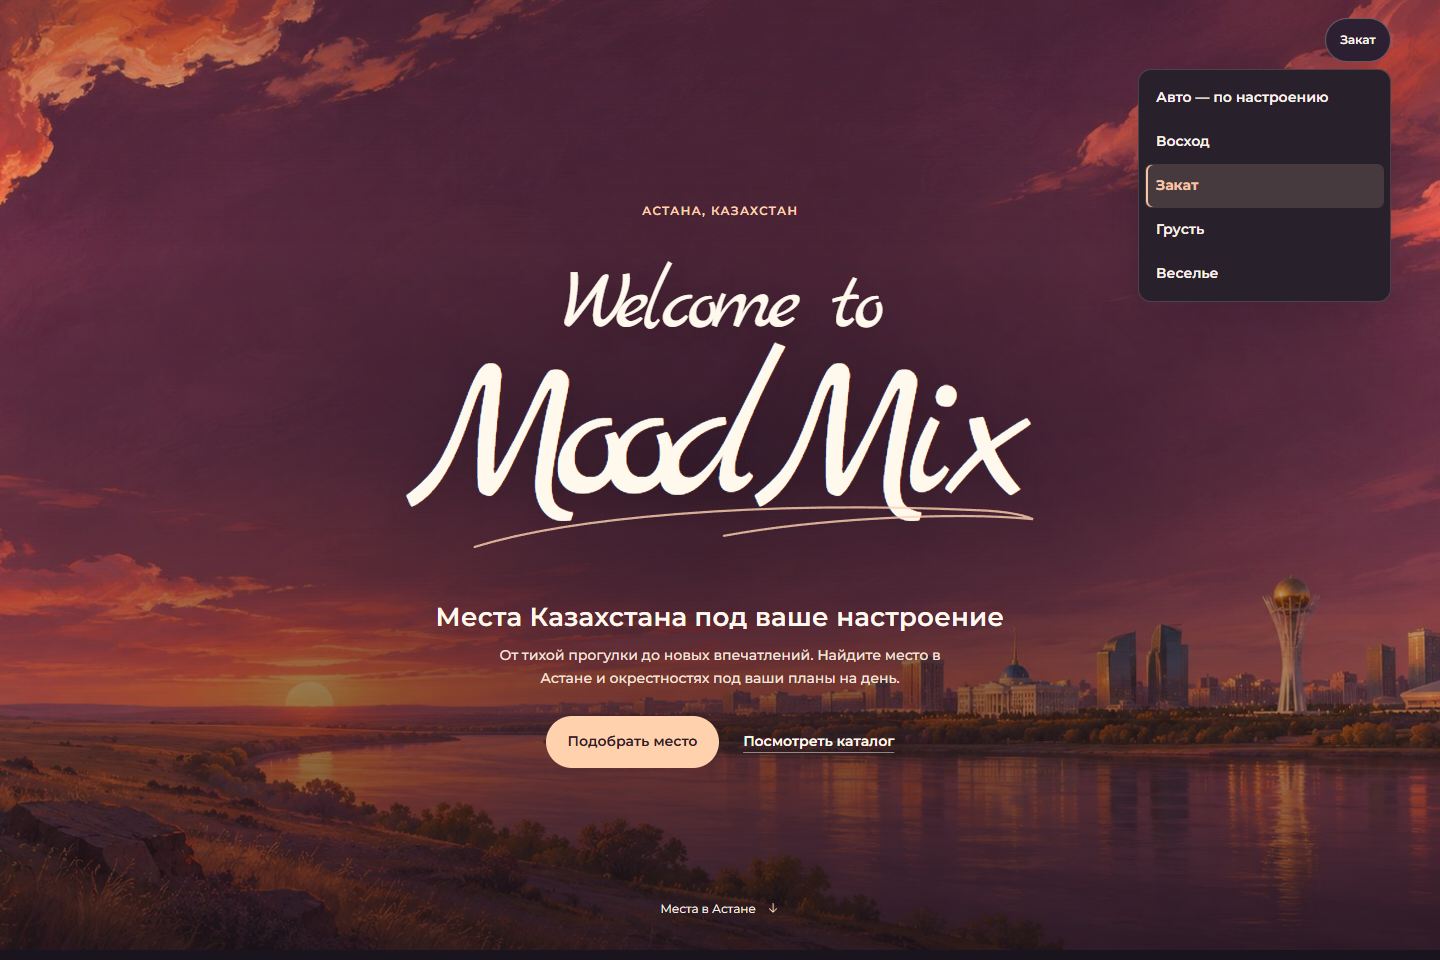 Закат
Авто — по настроению
Восход
Закат
Грусть
Веселье
АСТАНА, КАЗАХСТАН
Welcome to
Mood Mix
Места Казахстана под ваше настроение
От тихой прогулки до новых впечатлений. Найдите место в
Астане и окрестностях под ваши планы на день.
Подобрать место
Посмотреть каталог
Места в Астане ↓